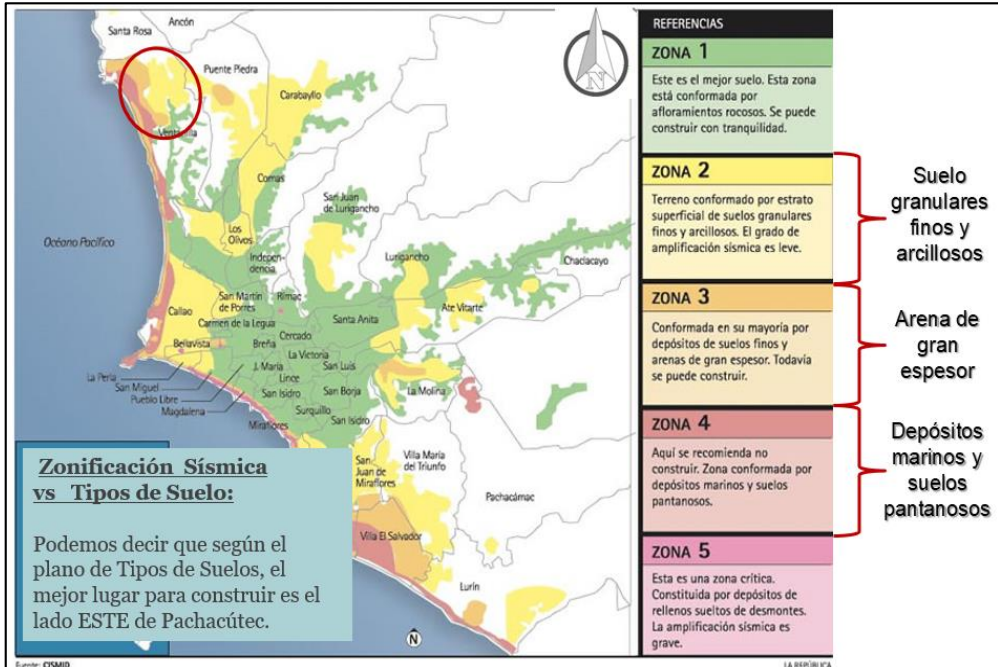 Santa Rosa
Ancón
Puente Piedra
Carabayllo
Ventanilla
Comas
San Juan
de Lurigancho
Océano Pacífico
Los
Olivos
Indepen-
dencia
Lurigancho
Chaclacayo
San Martín
de Porres
Rímac
Callao
Carmen de la Legua
Cercado
Santa Anita
Ate Vitarte
Bellavista
Breña
La Victoria
J. María
San Luis
Lince
La Perla
San Miguel
Pueblo Libre
Magdalena
San Isidro
San Borja
La Molina
Surquillo
Miraflores
San Isidro
San
Juan de
Miraflores
Villa María
del Triunfo
Pachacámac
Villa El Salvador
Lurín
N
N
Zonificación Sísmica
vs Tipos de Suelo:
Podemos decir que según el
plano de Tipos de Suelos, el
mejor lugar para construir es el
lado ESTE de Pachacútec.
Fuente: CISMID
LA REPÚBLICA
REFERENCIAS
ZONA 1
Este es el mejor suelo. Esta zona
está conformada por
afloramientos rocosos. Se puede
construir con tranquilidad.
ZONA 2
Terreno conformado por estrato
superficial de suelos granulares
finos y arcillosos. El grado de
amplificación sísmica es leve.
ZONA 3
Conformada en su mayoría por
depósitos de suelos finos y
arenas de gran espesor. Todavía
se puede construir.
ZONA 4
Aquí se recomienda no
construir. Zona conformada por
depósitos marinos y suelos
pantanosos.
ZONA 5
Esta es una zona crítica.
Constituida por depósitos de
rellenos sueltos de desmontes.
La amplificación sísmica es
grave.
Suelo
granulares
finos y
arcillosos
Arena de
gran
espesor
Depósitos
marinos y
suelos
pantanosos